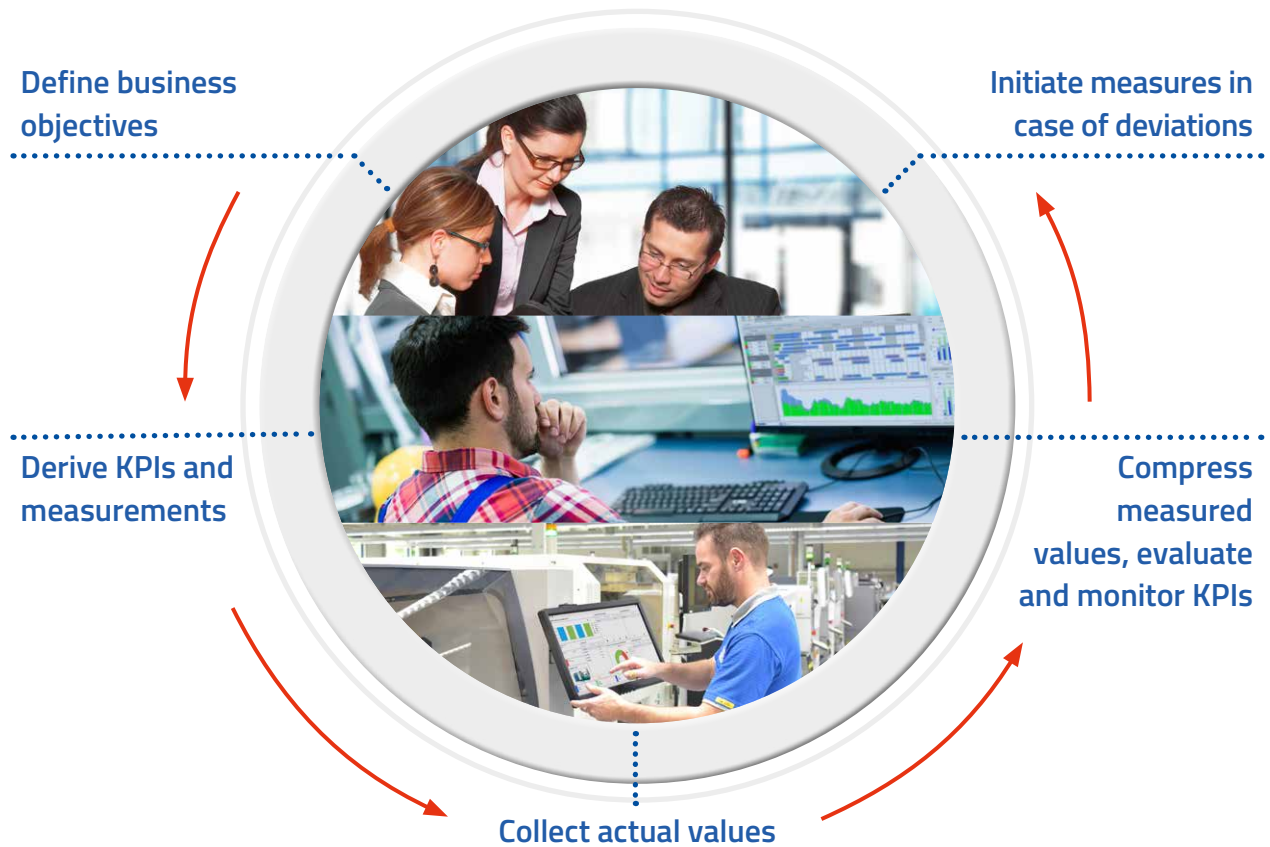 Define business
objectives
Derive KPIs and
measurements
Collect actual values
Compress
measured
values, evaluate
and monitor KPIs
Initiate measures in
case of deviations